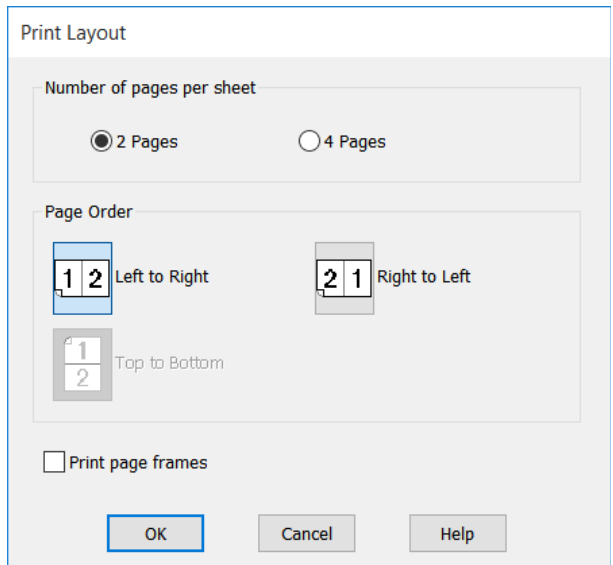 Print Layout
Number of pages per sheet
2 Pages 4 Pages
Page Order
1 2 Left to Right 2 1 Right to Left
1
2
Top to Bottom
Print page frames
OK Cancel Help